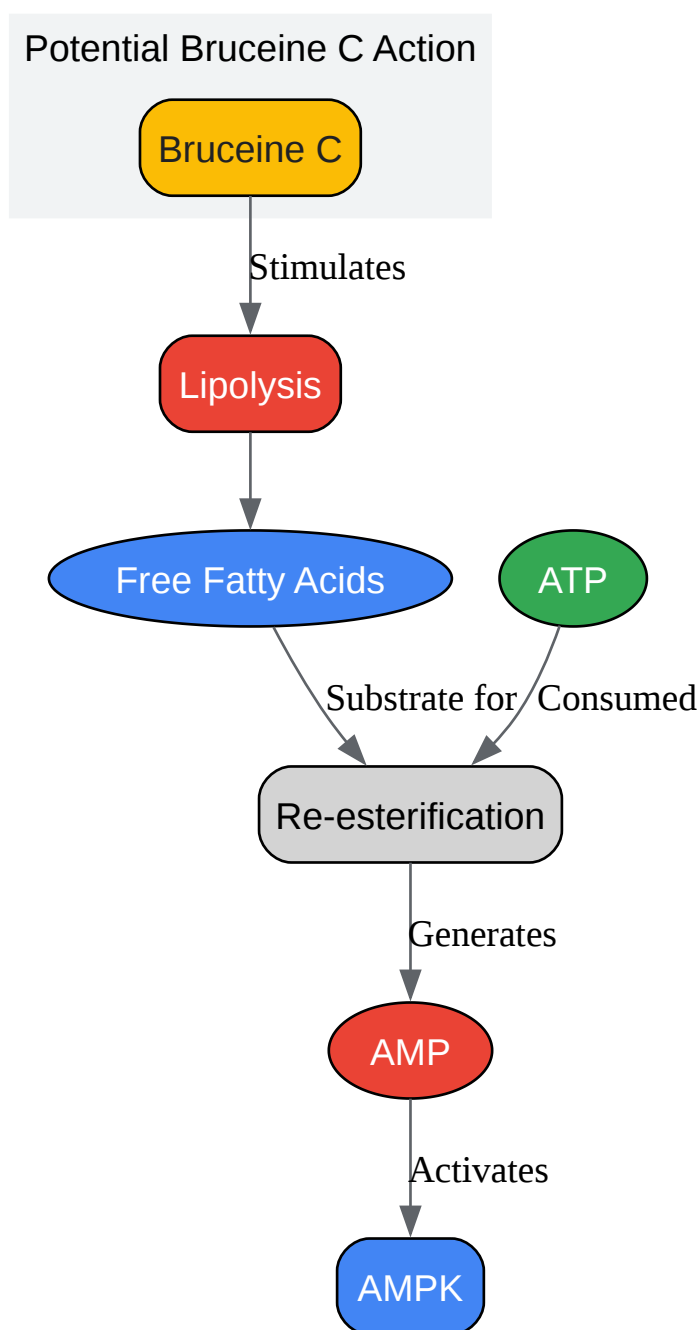 Potential Bruceine C Action
Bruceine C
Stimulates
Lipolysis
Free Fatty Acids
ATP
Substrate for
Consumed
Re-esterification
Generates
AMP
Activates
AMPK